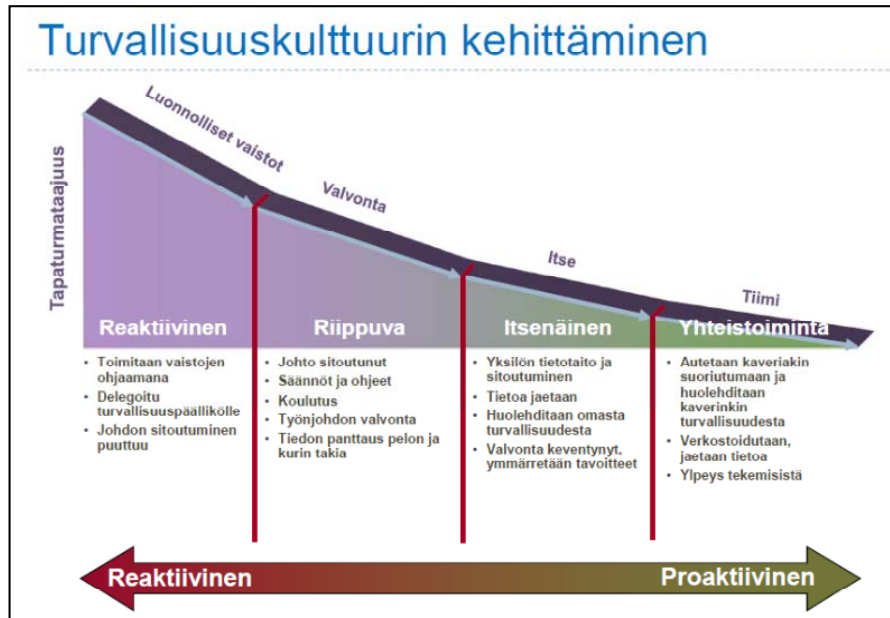 Turvallisuuskulttuurin kehittäminen
Tapaturmataajuus
Luonnolliset vaistot
Valvonta
Itse
Tiimi
Reaktiivinen
Riippuva
Itsenäinen
Yhteistoiminta
• Toimitaan vaistojen
ohjaamana
• Delegoitu
turvallisuuspäällikölle
• Johdon sitoutuminen
puuttuu
• Johto sitoutunut
• Säännöt ja ohjeet
• Koulutus
• Työnjohdon valvonta
• Tiedon panttaus pelon ja
kurin takia
• Yksilön tietotaito ja
sitoutuminen
• Tietoa jaetaan
• Huolehditaan omasta
turvallisuudesta
• Valvonta keventynyt,
ymmärretään tavoitteet
• Autetaan kaveriakin
suoriutumaan ja
huolehditaan
kaverinkin
turvallisuudesta
• Verkostoidutaan,
jaetaan tietoa
• Ylpeys tekemisistä
Reaktiivinen
Proaktiivinen